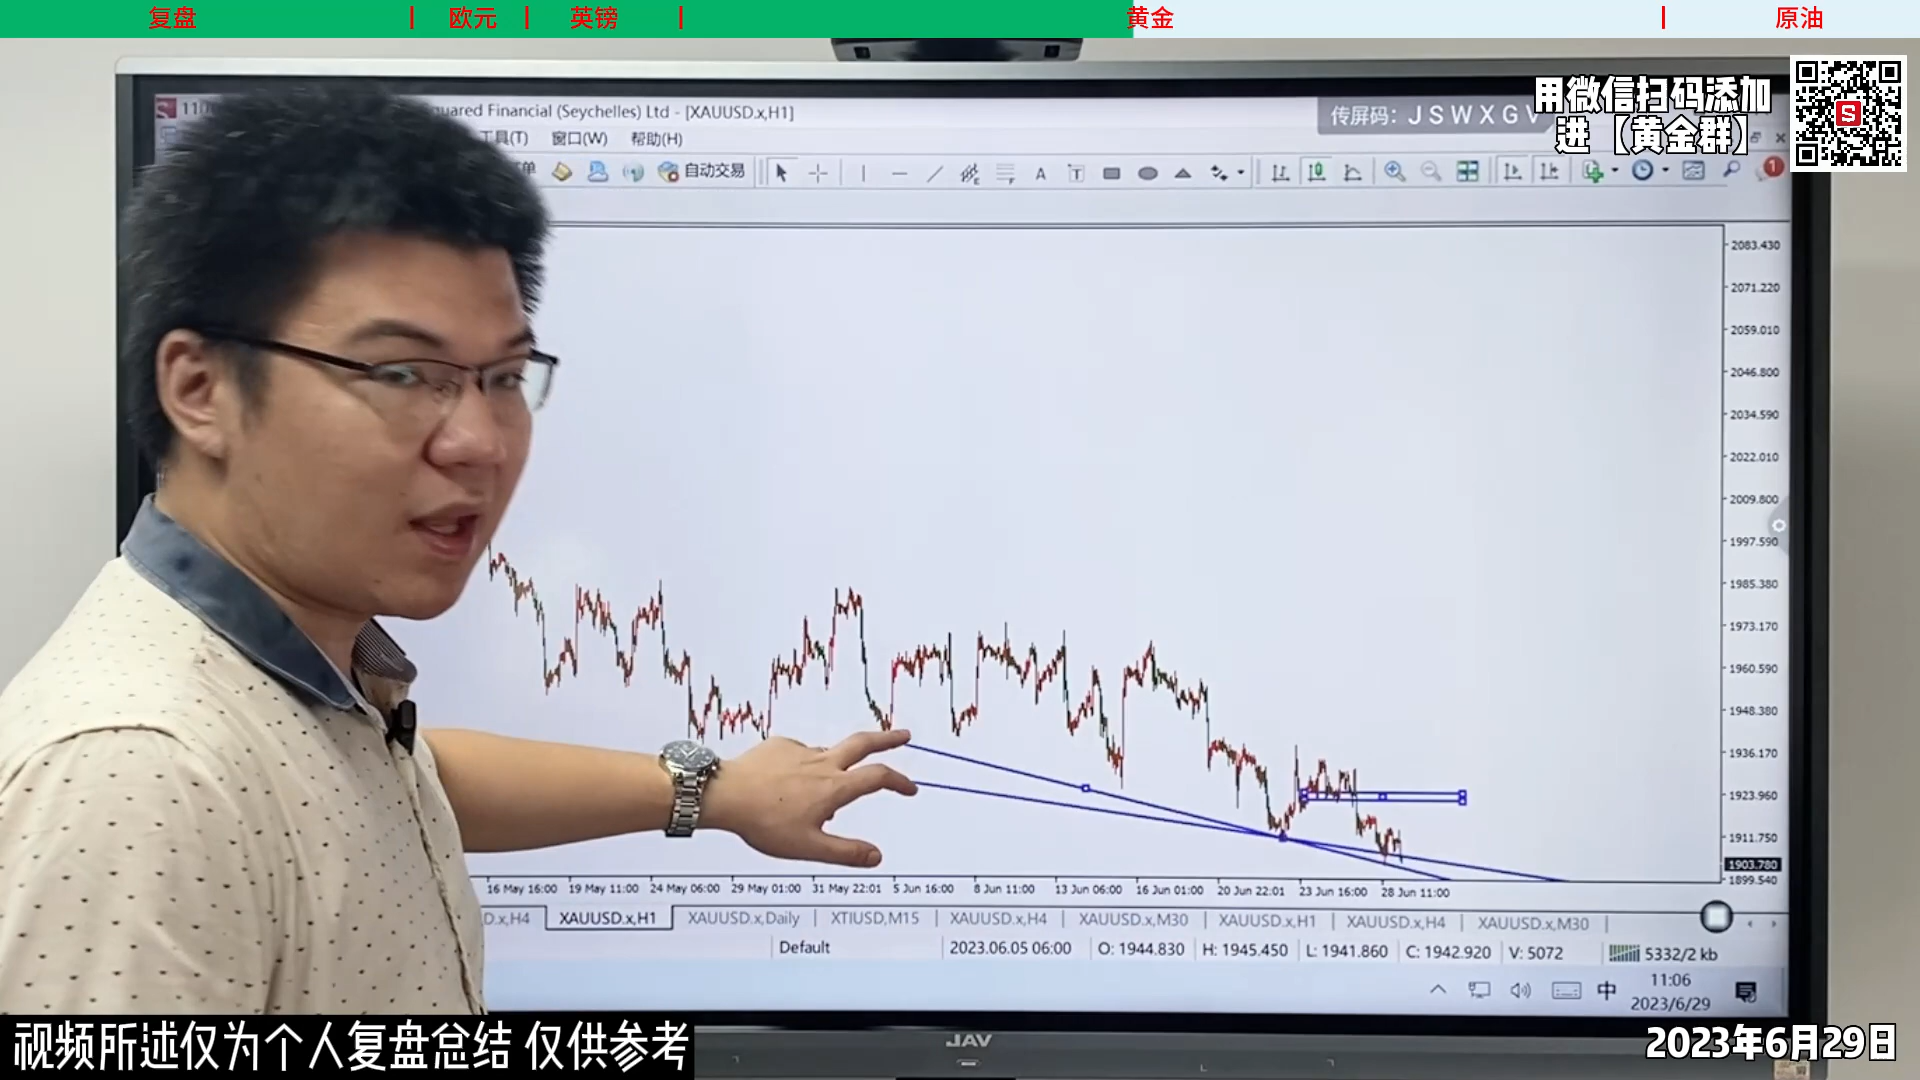 复盘 | 欧元 | 英镑 | 黄金 | 原油
用微信扫码添加
进【黄金群】
Financial (Seychelles) Ltd - [XAUUSD.x,H1]
传屏码: JSWXGV
窗口(W) 帮助(H)
自动交易
1
2083.430
2071.220
2059.010
2046.800
2034.590
2022.010
2009.800
1997.590
1985.380
1973.170
1960.590
1948.380
1936.170
1923.960
1911.750
1903.780
1899.540
16 May 16:00 19 May 11:00 24 May 06:00 29 May 01:00 31 May 22:01 5 Jun 16:00 8 Jun 11:00 13 Jun 06:00 16 Jun 01:00 20 Jun 22:01 23 Jun 16:00 28 Jun 11:00
D.x,H4 XAUUSD.x,H1 XAUUSD.x,Daily XTIUSD,M15 XAUUSD.x,H4 XAUUSD.x,M30 XAUUSD.x,H1 XAUUSD.x,H4 XAUUSD.x,M30
Default 2023.06.05 06:00 O: 1944.830 H: 1945.450 L: 1941.860 C: 1942.920 V: 5072 5332/2 kb
中 11:06
2023/6/29
JAV
视频所述仅为个人复盘总结 仅供参考
2023年6月29日